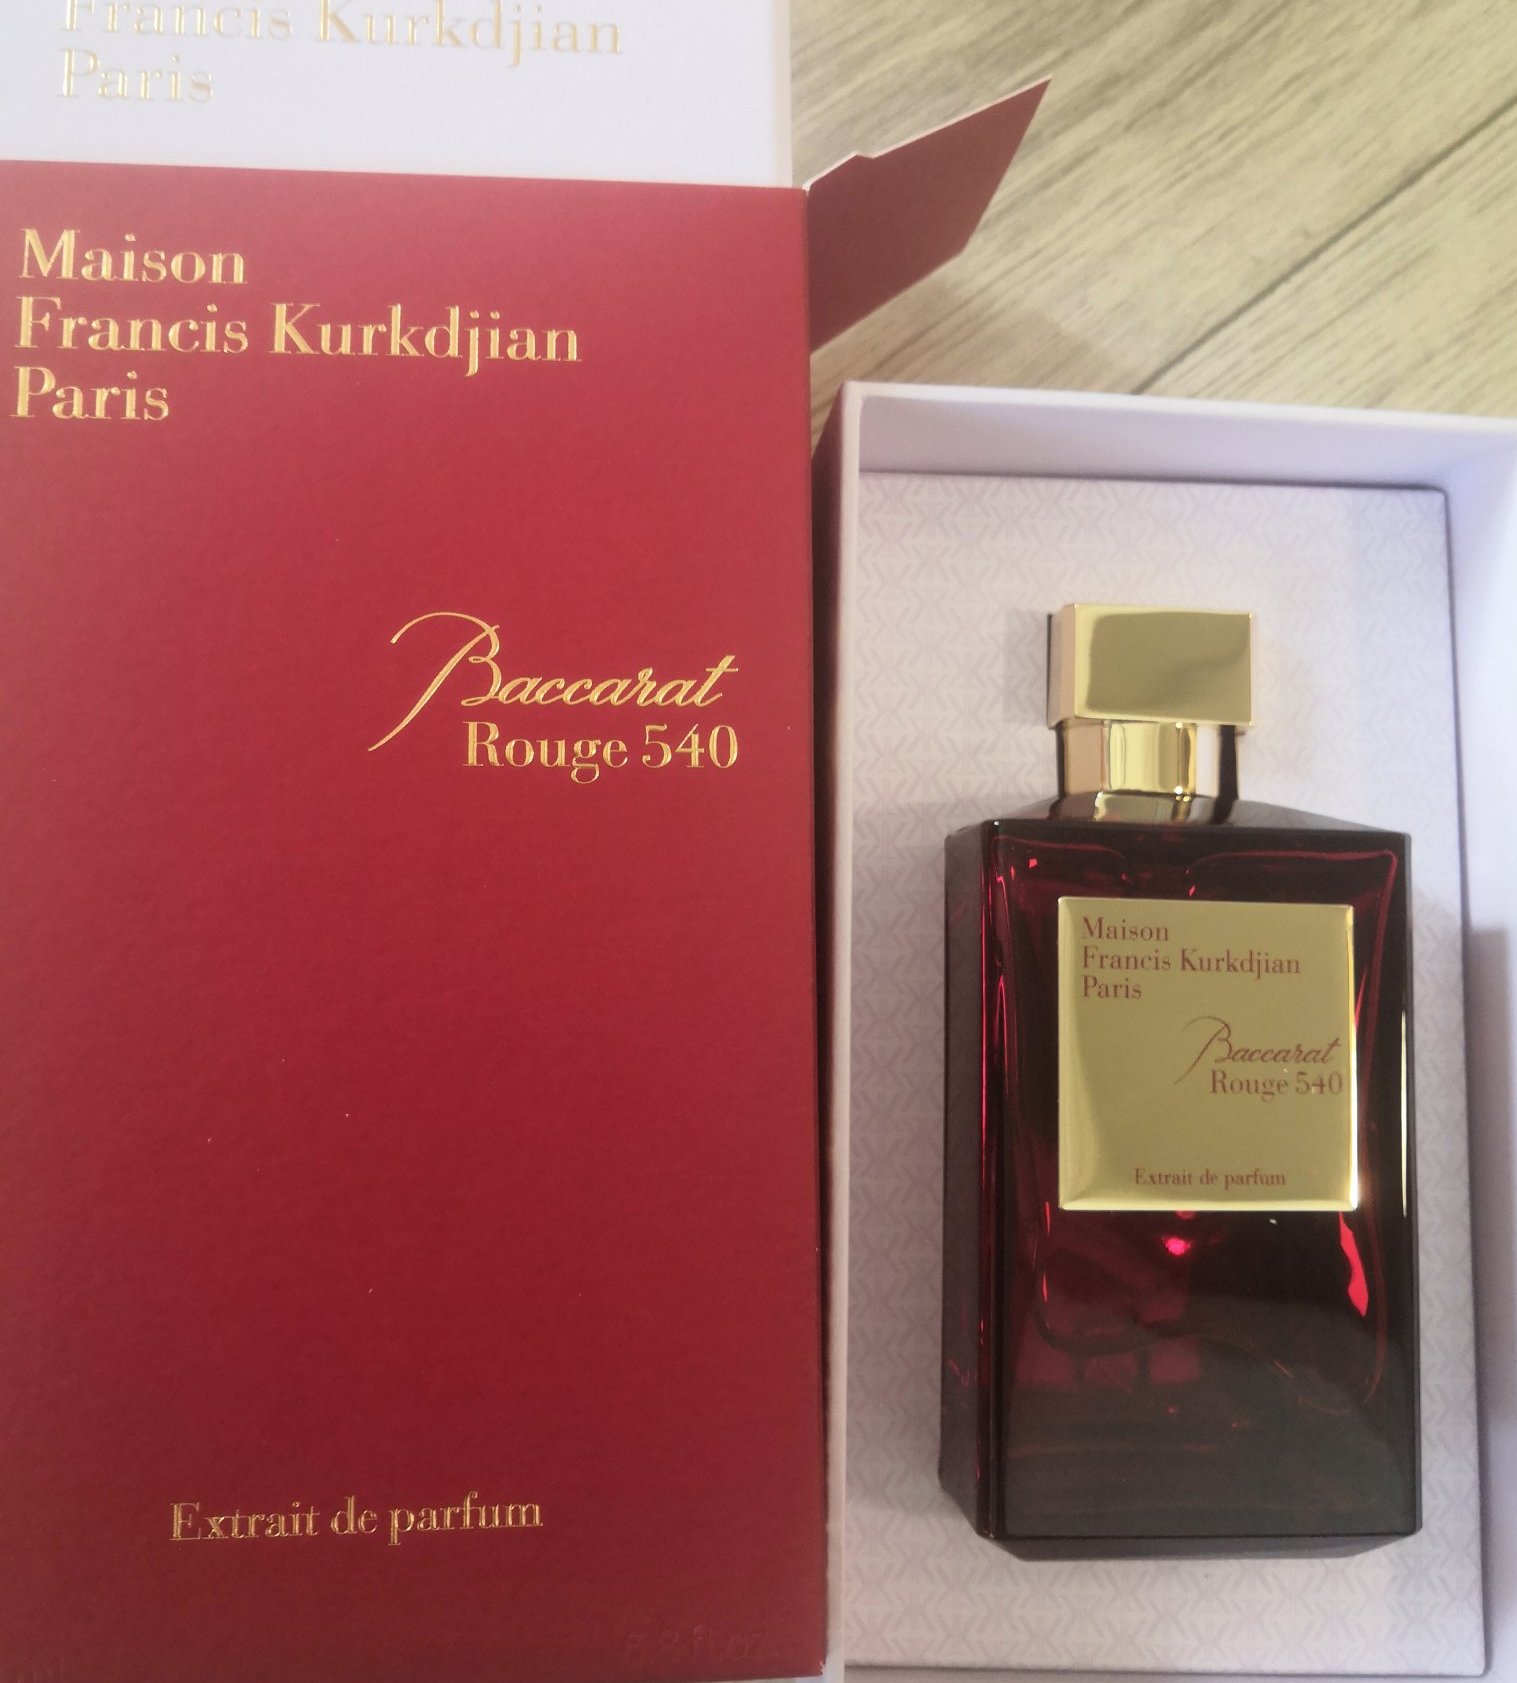 Francis Kurkdjian
Paris
Maison
Francis Kurkdjian
Paris
Baccarat
Rouge 540
Extrait de parfum
Maison
Francis Kurkdjian
Paris
Baccarat
Rouge 540
Extrait de parfum